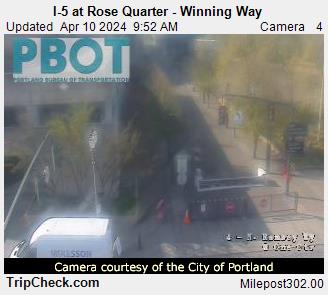 I-5 at Rose Quarter - Winning Way
Updated Apr 10 2024 9:52 AM Camera 4
PBOT
PORTLAND BUREAU OF TRANSPORTATION
Camera courtesy of the City of Portland
TripCheck.com Milepost302.00